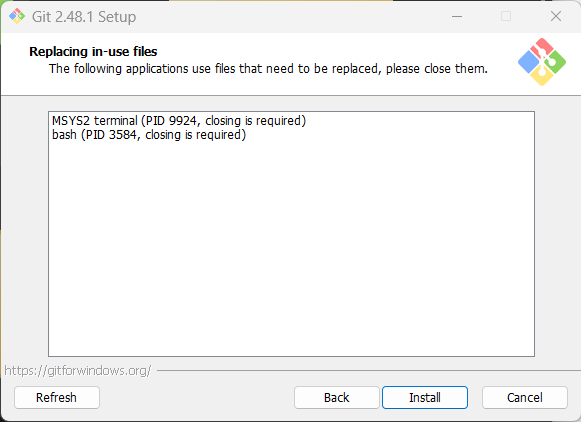 Git 2.48.1 Setup
Replacing in-use files
The following applications use files that need to be replaced, please close them.
MSYS2 terminal (PID 9924, closing is required)
bash (PID 3584, closing is required)
https://gitforwindows.org/
Refresh Back Install Cancel